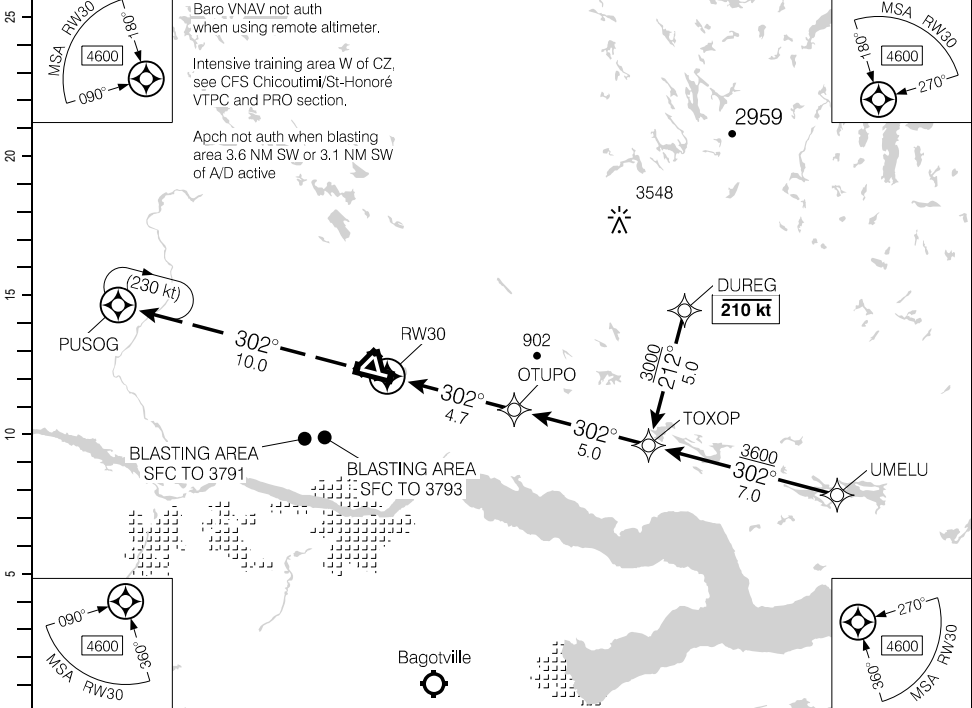 25
20
15
10
5
MSA RW30
180°
4600
090°
Baro VNAV not auth
when using remote altimeter.
Intensive training area W of CZ,
see CFS Chicoutimi/St-Honoré
VTPC and PRO section.
Apch not auth when blasting
area 3.6 NM SW or 3.1 NM SW
of A/D active
MSA RW30
180°
4600
270°
2959
3548
(230 kt)
PUSOG
302°
10.0
RW30
902
OTUPO
302°
4.7
302°
5.0
DUREG
210 kt
3000
212°
5.0
TOXOP
3600
302°
7.0
UMELU
BLASTING AREA
SFC TO 3791
BLASTING AREA
SFC TO 3793
090°
4600
360°
MSA RW30
Bagotville
270°
4600
360°
MSA RW30